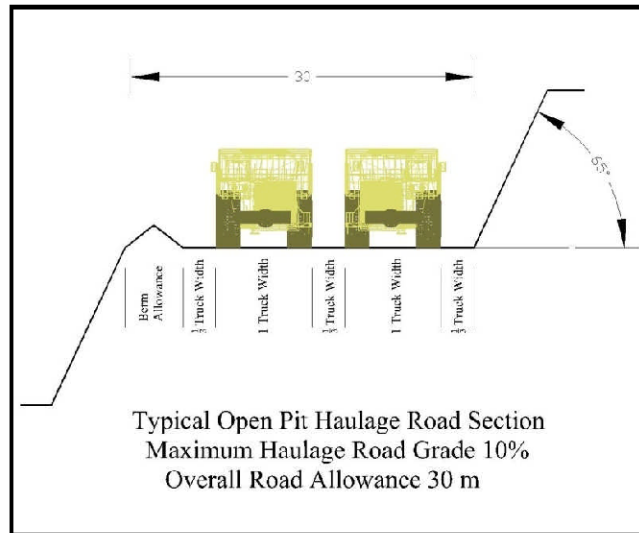 30
65°
Berm
Allowance
1/3 Truck Width
1 Truck Width
1/3 Truck Width
1 Truck Width
1/3 Truck Width
Typical Open Pit Haulage Road Section
Maximum Haulage Road Grade 10%
Overall Road Allowance 30 m